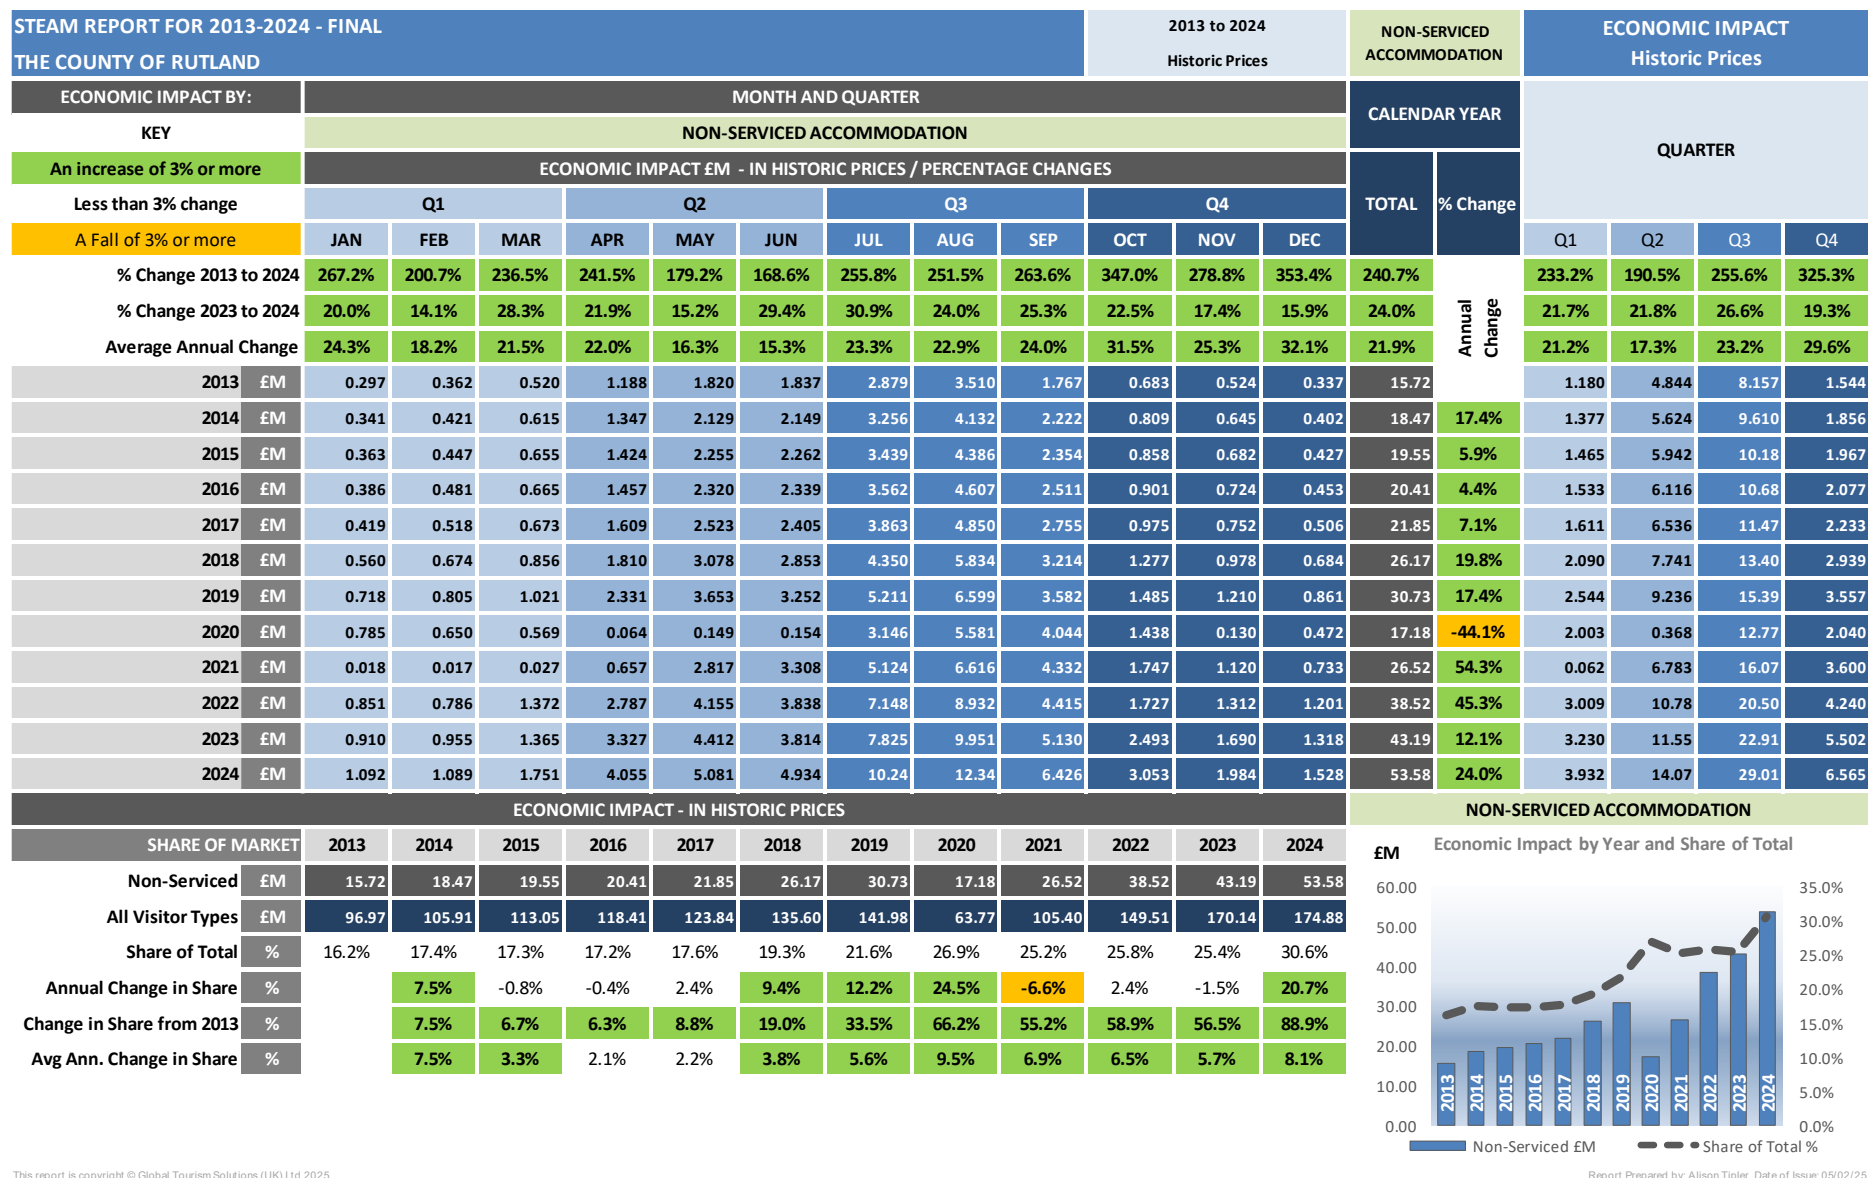 STEAM REPORT FOR 2013-2024 - FINAL
THE COUNTY OF RUTLAND
2013 to 2024
Historic Prices
NON-SERVICED
ACCOMMODATION
ECONOMIC IMPACT
Historic Prices
ECONOMIC IMPACT BY:
MONTH AND QUARTER
CALENDAR YEAR
QUARTER
KEY
NON-SERVICED ACCOMMODATION
An increase of 3% or more
ECONOMIC IMPACT £M - IN HISTORIC PRICES / PERCENTAGE CHANGES
TOTAL % Change
Less than 3% change Q1 Q2 Q3 Q4
A Fall of 3% or more JAN FEB MAR APR MAY JUN JUL AUG SEP OCT NOV DEC Q1 Q2 Q3 Q4
% Change 2013 to 2024 267.2% 200.7% 236.5% 241.5% 179.2% 168.6% 255.8% 251.5% 263.6% 347.0% 278.8% 353.4% 240.7% 233.2% 190.5% 255.6% 325.3%
% Change 2023 to 2024 20.0% 14.1% 28.3% 21.9% 15.2% 29.4% 30.9% 24.0% 25.3% 22.5% 17.4% 15.9% 24.0% 21.7% 21.8% 26.6% 19.3%
Average Annual Change 24.3% 18.2% 21.5% 22.0% 16.3% 15.3% 23.3% 22.9% 24.0% 31.5% 25.3% 32.1% 21.9% 21.2% 17.3% 23.2% 29.6%
Annual
Change
2013 £M 0.297 0.362 0.520 1.188 1.820 1.837 2.879 3.510 1.767 0.683 0.524 0.337 15.72 1.180 4.844 8.157 1.544
2014 £M 0.341 0.421 0.615 1.347 2.129 2.149 3.256 4.132 2.222 0.809 0.645 0.402 18.47 17.4% 1.377 5.624 9.610 1.856
2015 £M 0.363 0.447 0.655 1.424 2.255 2.262 3.439 4.386 2.354 0.858 0.682 0.427 19.55 5.9% 1.465 5.942 10.18 1.967
2016 £M 0.386 0.481 0.665 1.457 2.320 2.339 3.562 4.607 2.511 0.901 0.724 0.453 20.41 4.4% 1.533 6.116 10.68 2.077
2017 £M 0.419 0.518 0.673 1.609 2.523 2.405 3.863 4.850 2.755 0.975 0.752 0.506 21.85 7.1% 1.611 6.536 11.47 2.233
2018 £M 0.560 0.674 0.856 1.810 3.078 2.853 4.350 5.834 3.214 1.277 0.978 0.684 26.17 19.8% 2.090 7.741 13.40 2.939
2019 £M 0.718 0.805 1.021 2.331 3.653 3.252 5.211 6.599 3.582 1.485 1.210 0.861 30.73 17.4% 2.544 9.236 15.39 3.557
2020 £M 0.785 0.650 0.569 0.064 0.149 0.154 3.146 5.581 4.044 1.438 0.130 0.472 17.18 -44.1% 2.003 0.368 12.77 2.040
2021 £M 0.018 0.017 0.027 0.657 2.817 3.308 5.124 6.616 4.332 1.747 1.120 0.733 26.52 54.3% 0.062 6.783 16.07 3.600
2022 £M 0.851 0.786 1.372 2.787 4.155 3.838 7.148 8.932 4.415 1.727 1.312 1.201 38.52 45.3% 3.009 10.78 20.50 4.240
2023 £M 0.910 0.955 1.365 3.327 4.412 3.814 7.825 9.951 5.130 2.493 1.690 1.318 43.19 12.1% 3.230 11.55 22.91 5.502
2024 £M 1.092 1.089 1.751 4.055 5.081 4.934 10.24 12.34 6.426 3.053 1.984 1.528 53.58 24.0% 3.932 14.07 29.01 6.565
ECONOMIC IMPACT - IN HISTORIC PRICES
SHARE OF MARKET 2013 2014 2015 2016 2017 2018 2019 2020 2021 2022 2023 2024
Non-Serviced £M 15.72 18.47 19.55 20.41 21.85 26.17 30.73 17.18 26.52 38.52 43.19 53.58
All Visitor Types £M 96.97 105.91 113.05 118.41 123.84 135.60 141.98 63.77 105.40 149.51 170.14 174.88
Share of Total % 16.2% 17.4% 17.3% 17.2% 17.6% 19.3% 21.6% 26.9% 25.2% 25.8% 25.4% 30.6%
Annual Change in Share % 7.5% -0.8% -0.4% 2.4% 9.4% 12.2% 24.5% -6.6% 2.4% -1.5% 20.7%
Change in Share from 2013 % 7.5% 6.7% 6.3% 8.8% 19.0% 33.5% 66.2% 55.2% 58.9% 56.5% 88.9%
Avg Ann. Change in Share % 7.5% 3.3% 2.1% 2.2% 3.8% 5.6% 9.5% 6.9% 6.5% 5.7% 8.1%
NON-SERVICED ACCOMMODATION
£M Economic Impact by Year and Share of Total
60.00 35.0%
50.00 30.0%
40.00 25.0%
30.00 20.0%
20.00 15.0%
10.00 10.0%
0.00 5.0%
0.0%
2013 2014 2015 2016 2017 2018 2019 2020 2021 2022 2023 2024
Non-Serviced £M Share of Total %
This report is copyright © Global Tourism Solutions (UK) Ltd 2025
Report Prepared by: Alison Tipler. Date of Issue: 05/02/25